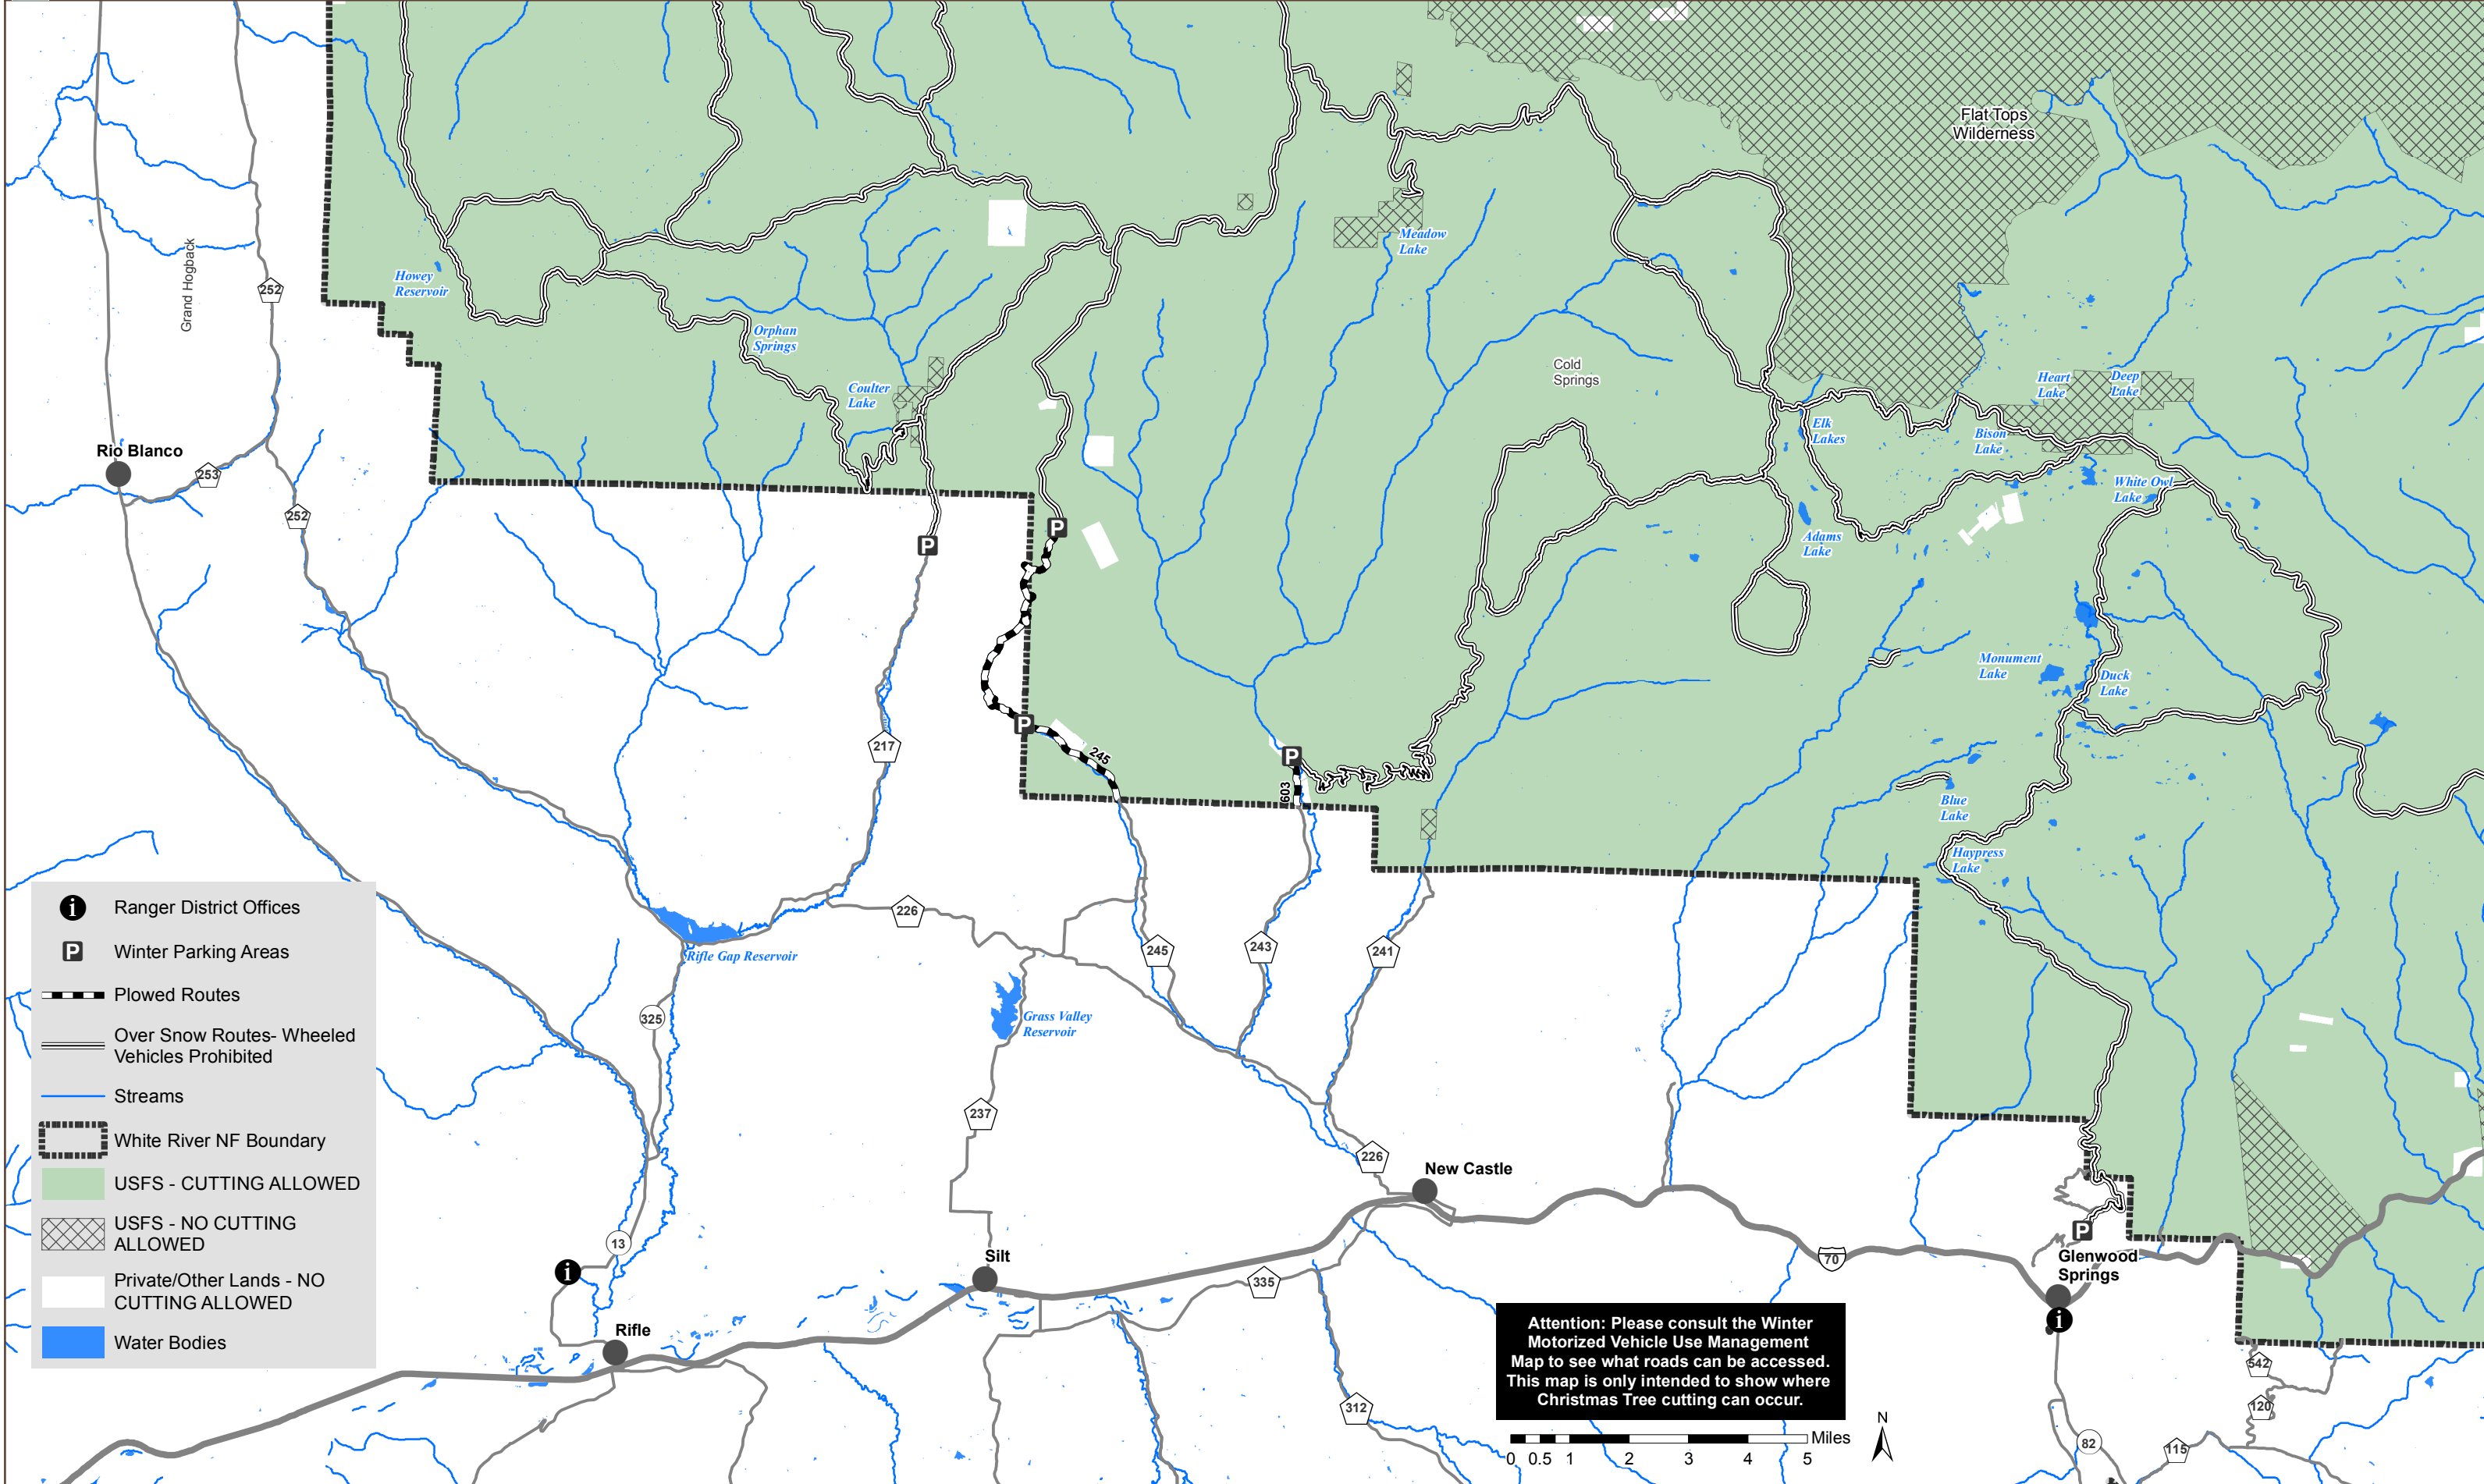 Flat Tops
Wilderness
Grand Hogback
252
Howey
Reservoir
Meadow
Lake
Orphan
Springs
Coulter
Lake
Cold
Springs
Heart
Lake
Deep
Lake
Elk
Lakes
Bison
Lake
Rio Blanco
253
252
White Owl
Lake
Adams
Lake
Monument
Lake
Duck
Lake
217
245
603
Blue
Lake
Haypress
Lake
226
245
243
241
Rifle Gap Reservoir
325
Grass Valley
Reservoir
237
226
New Castle
13
Silt
335
70
Glenwood
Springs
Rifle
312
542
120
82
115
i
P
P
P
P
P
i
i
Ranger District Offices
P
Winter Parking Areas
Plowed Routes
Over Snow Routes- Wheeled
Vehicles Prohibited
Streams
White River NF Boundary
USFS - CUTTING ALLOWED
USFS - NO CUTTING
ALLOWED
Private/Other Lands - NO
CUTTING ALLOWED
Water Bodies
Attention: Please consult the Winter
Motorized Vehicle Use Management
Map to see what roads can be accessed.
This map is only intended to show where
Christmas Tree cutting can occur.
Miles
0 0.5 1 2 3 4 5
N